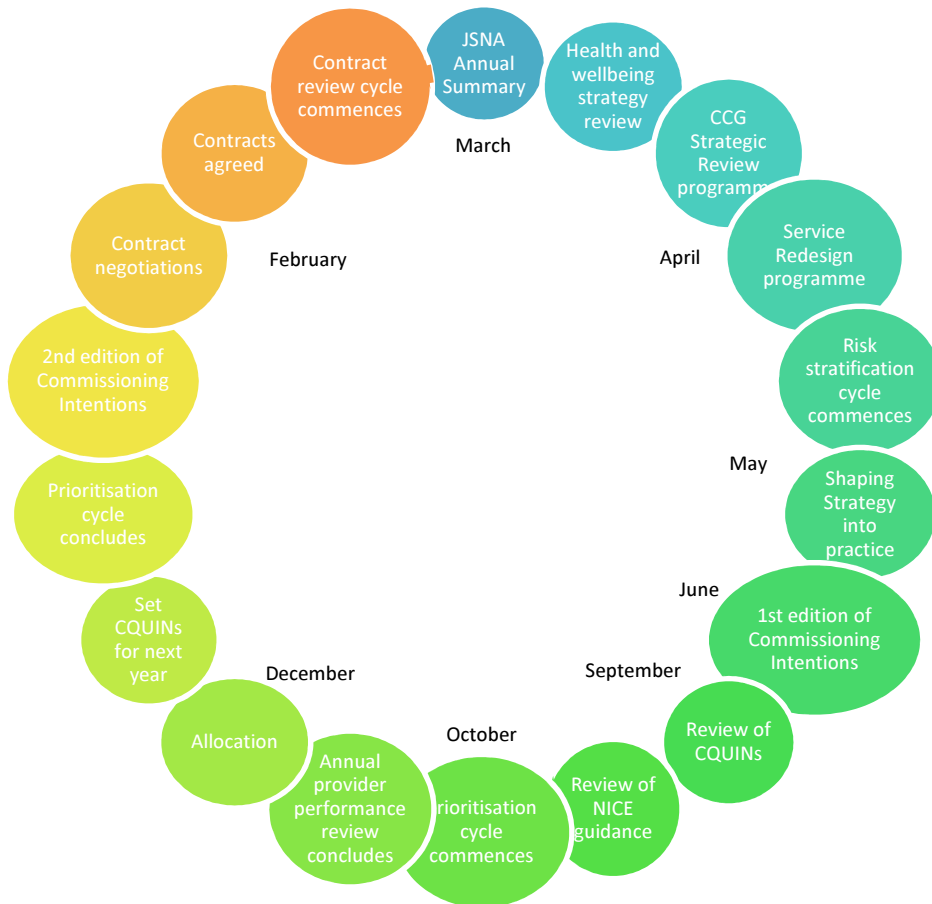 JSNA
Annual
Summary
Health and
wellbeing
strategy
review
CCG
Strategic
Review
programm
Service
Redesign
programme
Risk
stratification
cycle
commences
Shaping
Strategy
into
practice
1st edition of
Commissioning
Intentions
Review of
CQUINs
Review of
NICE
guidance
rioritisation
cycle
commences
Annual
provider
performance
review
concludes
Allocation
Set
CQUINs
for next
year
Prioritisation
cycle
concludes
2nd edition of
Commissioning
Intentions
Contract
negotiations
Contracts
agreed
Contract
review cycle
commences
March
April
May
June
September
October
December
February